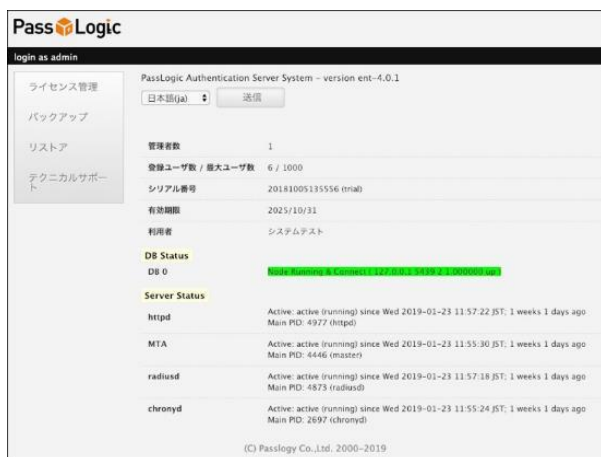 PassLogic
login as admin
ライセンス管理
バックアップ
リストア
テクニカルサポート
PassLogic Authentication Server System - version ent-4.0.1
日本語(ja) 送信
管理者数 1
登録ユーザ数 / 最大ユーザ数 6 / 1000
シリアル番号 20181005135556 (trial)
有効期限 2025/10/31
利用者 システムテスト
DB Status
DB 0 Node Running & Connect ( 127.0.0.1 5439 2 1.000000 up )
Server Status
httpd Active: active (running) since Wed 2019-01-23 11:57:22 JST; 1 weeks 1 days ago
Main PID: 4977 (httpd)
MTA Active: active (running) since Wed 2019-01-23 11:55:30 JST; 1 weeks 1 days ago
Main PID: 4446 (master)
radiusd Active: active (running) since Wed 2019-01-23 11:57:18 JST; 1 weeks 1 days ago
Main PID: 4873 (radiusd)
chronyd Active: active (running) since Wed 2019-01-23 11:55:24 JST; 1 weeks 1 days ago
Main PID: 2697 (chronyd)
(C) Passlogy Co.,Ltd. 2000-2019